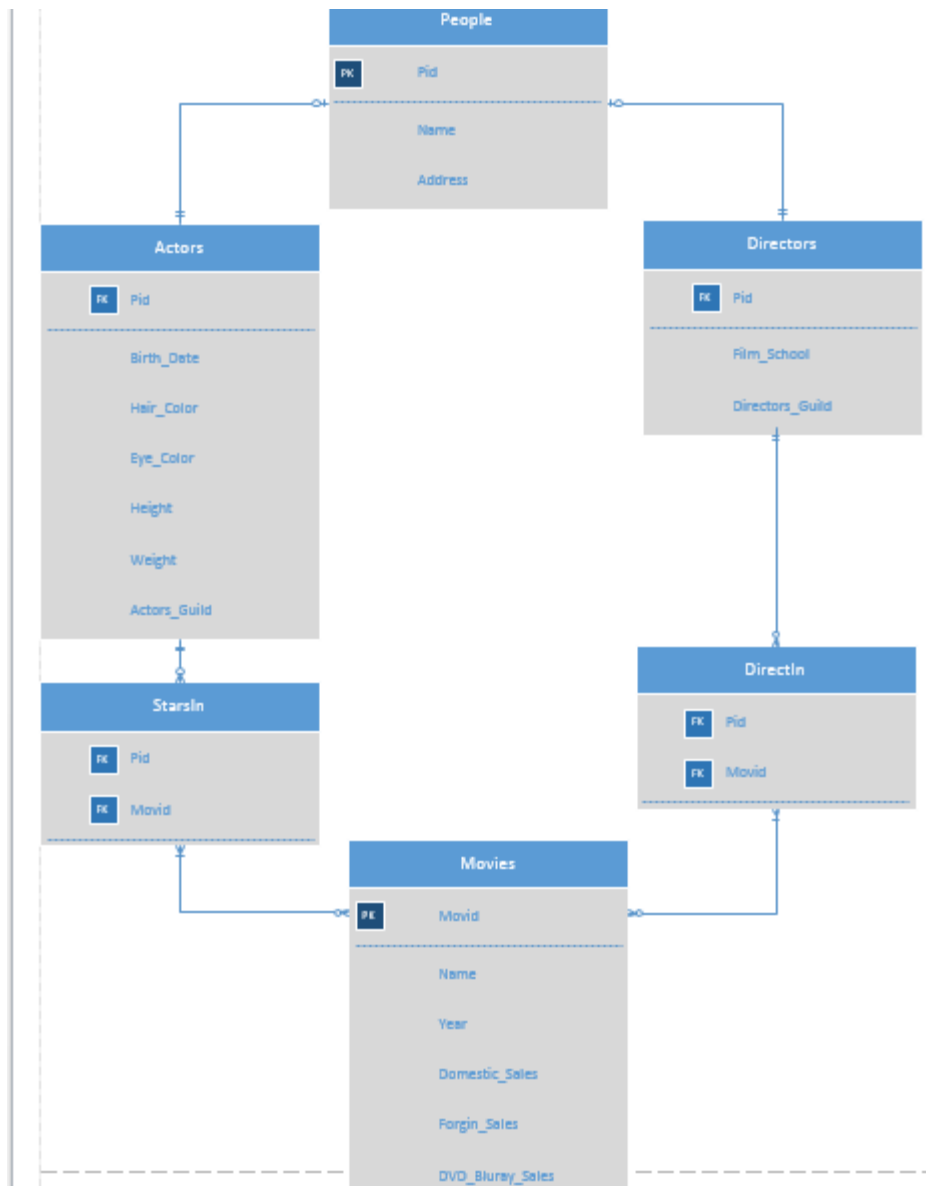 People
PK Pid
Name
Address
Actors
FK Pid
Birth_Date
Hair_Color
Eye_Color
Height
Weight
Actors_Guild
Directors
FK Pid
Film_School
Directors_Guild
StarsIn
FK Pid
FK Movid
DirectIn
FK Pid
FK Movid
Movies
PK Movid
Name
Year
Domestic_Sales
Forgin_Sales
DVD_Bluray_Sales